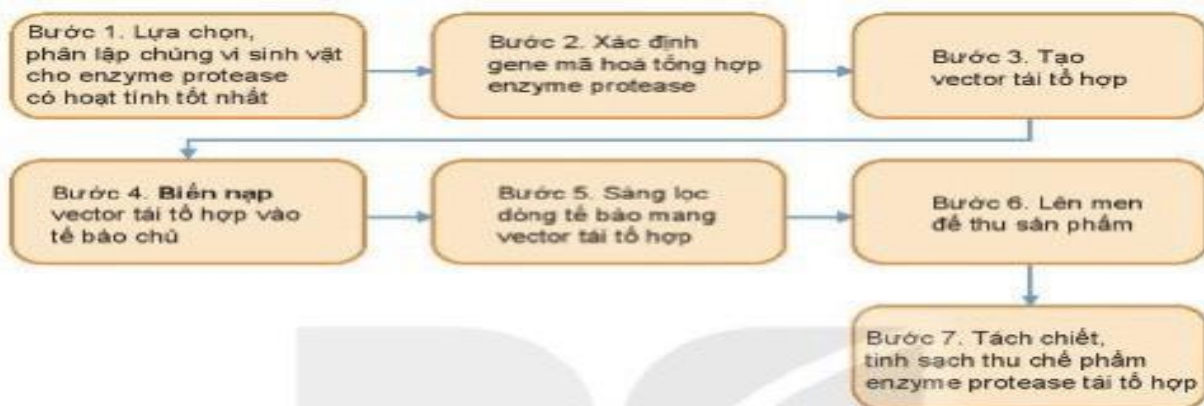 Bước 1. Lựa chọn,
phân lập chủng vi sinh vật
cho enzyme protease
có hoạt tính tốt nhất
Bước 2. Xác định
gene mã hoá tổng hợp
enzyme protease
Bước 3. Tạo
vector tái tổ hợp
Bước 4. Biến nạp
vector tái tổ hợp vào
tế bào chủ
Bước 5. Sàng lọc
dòng tế bào mang
vector tái tổ hợp
Bước 6. Lên men
để thu sản phẩm
Bước 7. Tách chiết,
tinh sạch thu chế phẩm
enzyme protease tái tổ hợp